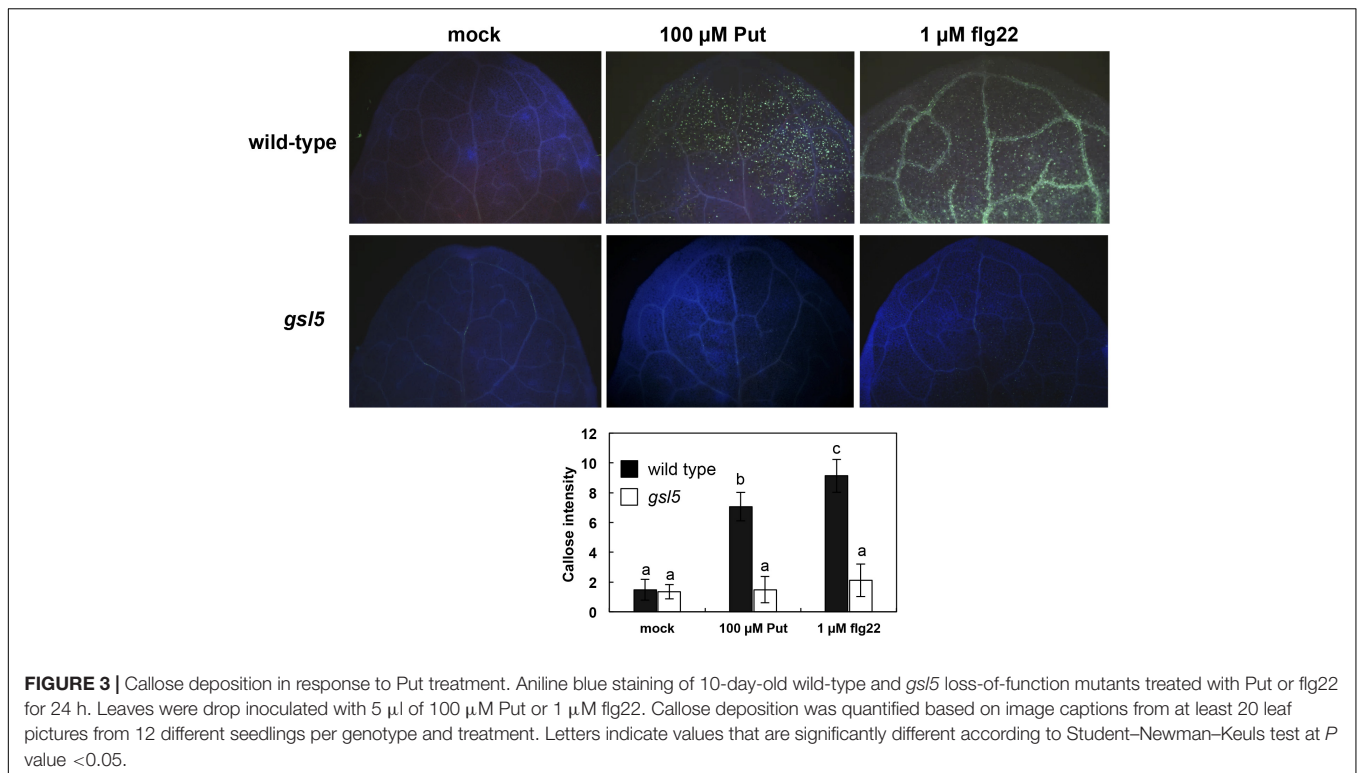 mock 100 µM Put 1 µM flg22
wild-type
gsl5
12
10
8
6
4
2
0
Callose intensity
wild type
gsl5
a a b a c a
mock 100 µM Put 1 µM flg22
FIGURE 3 | Callose deposition in response to Put treatment. Aniline blue staining of 10-day-old wild-type and gsl5 loss-of-function mutants treated with Put or flg22
for 24 h. Leaves were drop inoculated with 5 µl of 100 µM Put or 1 µM flg22. Callose deposition was quantified based on image captions from at least 20 leaf
pictures from 12 different seedlings per genotype and treatment. Letters indicate values that are significantly different according to Student–Newman–Keuls test at P
value <0.05.